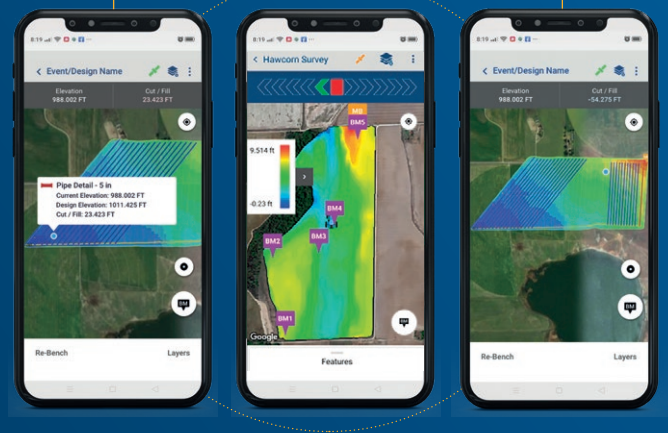 8:19
Event/Design Name
Elevation
988.002 FT
Cut / Fill
23.423 FT
Pipe Detail - 5 in
Current Elevation: 988.002 FT
Design Elevation: 1011.425 FT
Cut / Fill: 23.423 FT
BM
Re-Bench
Layers
8:19
Hawcorn Survey
MB
BM5
9.514 ft
-0.23 ft
BM4
BM3
BM2
BM1
Google
Features
8:19
Event/Design Name
Elevation
988.002 FT
Cut / Fill
-54.275 FT
BM
Re-Bench
Layers